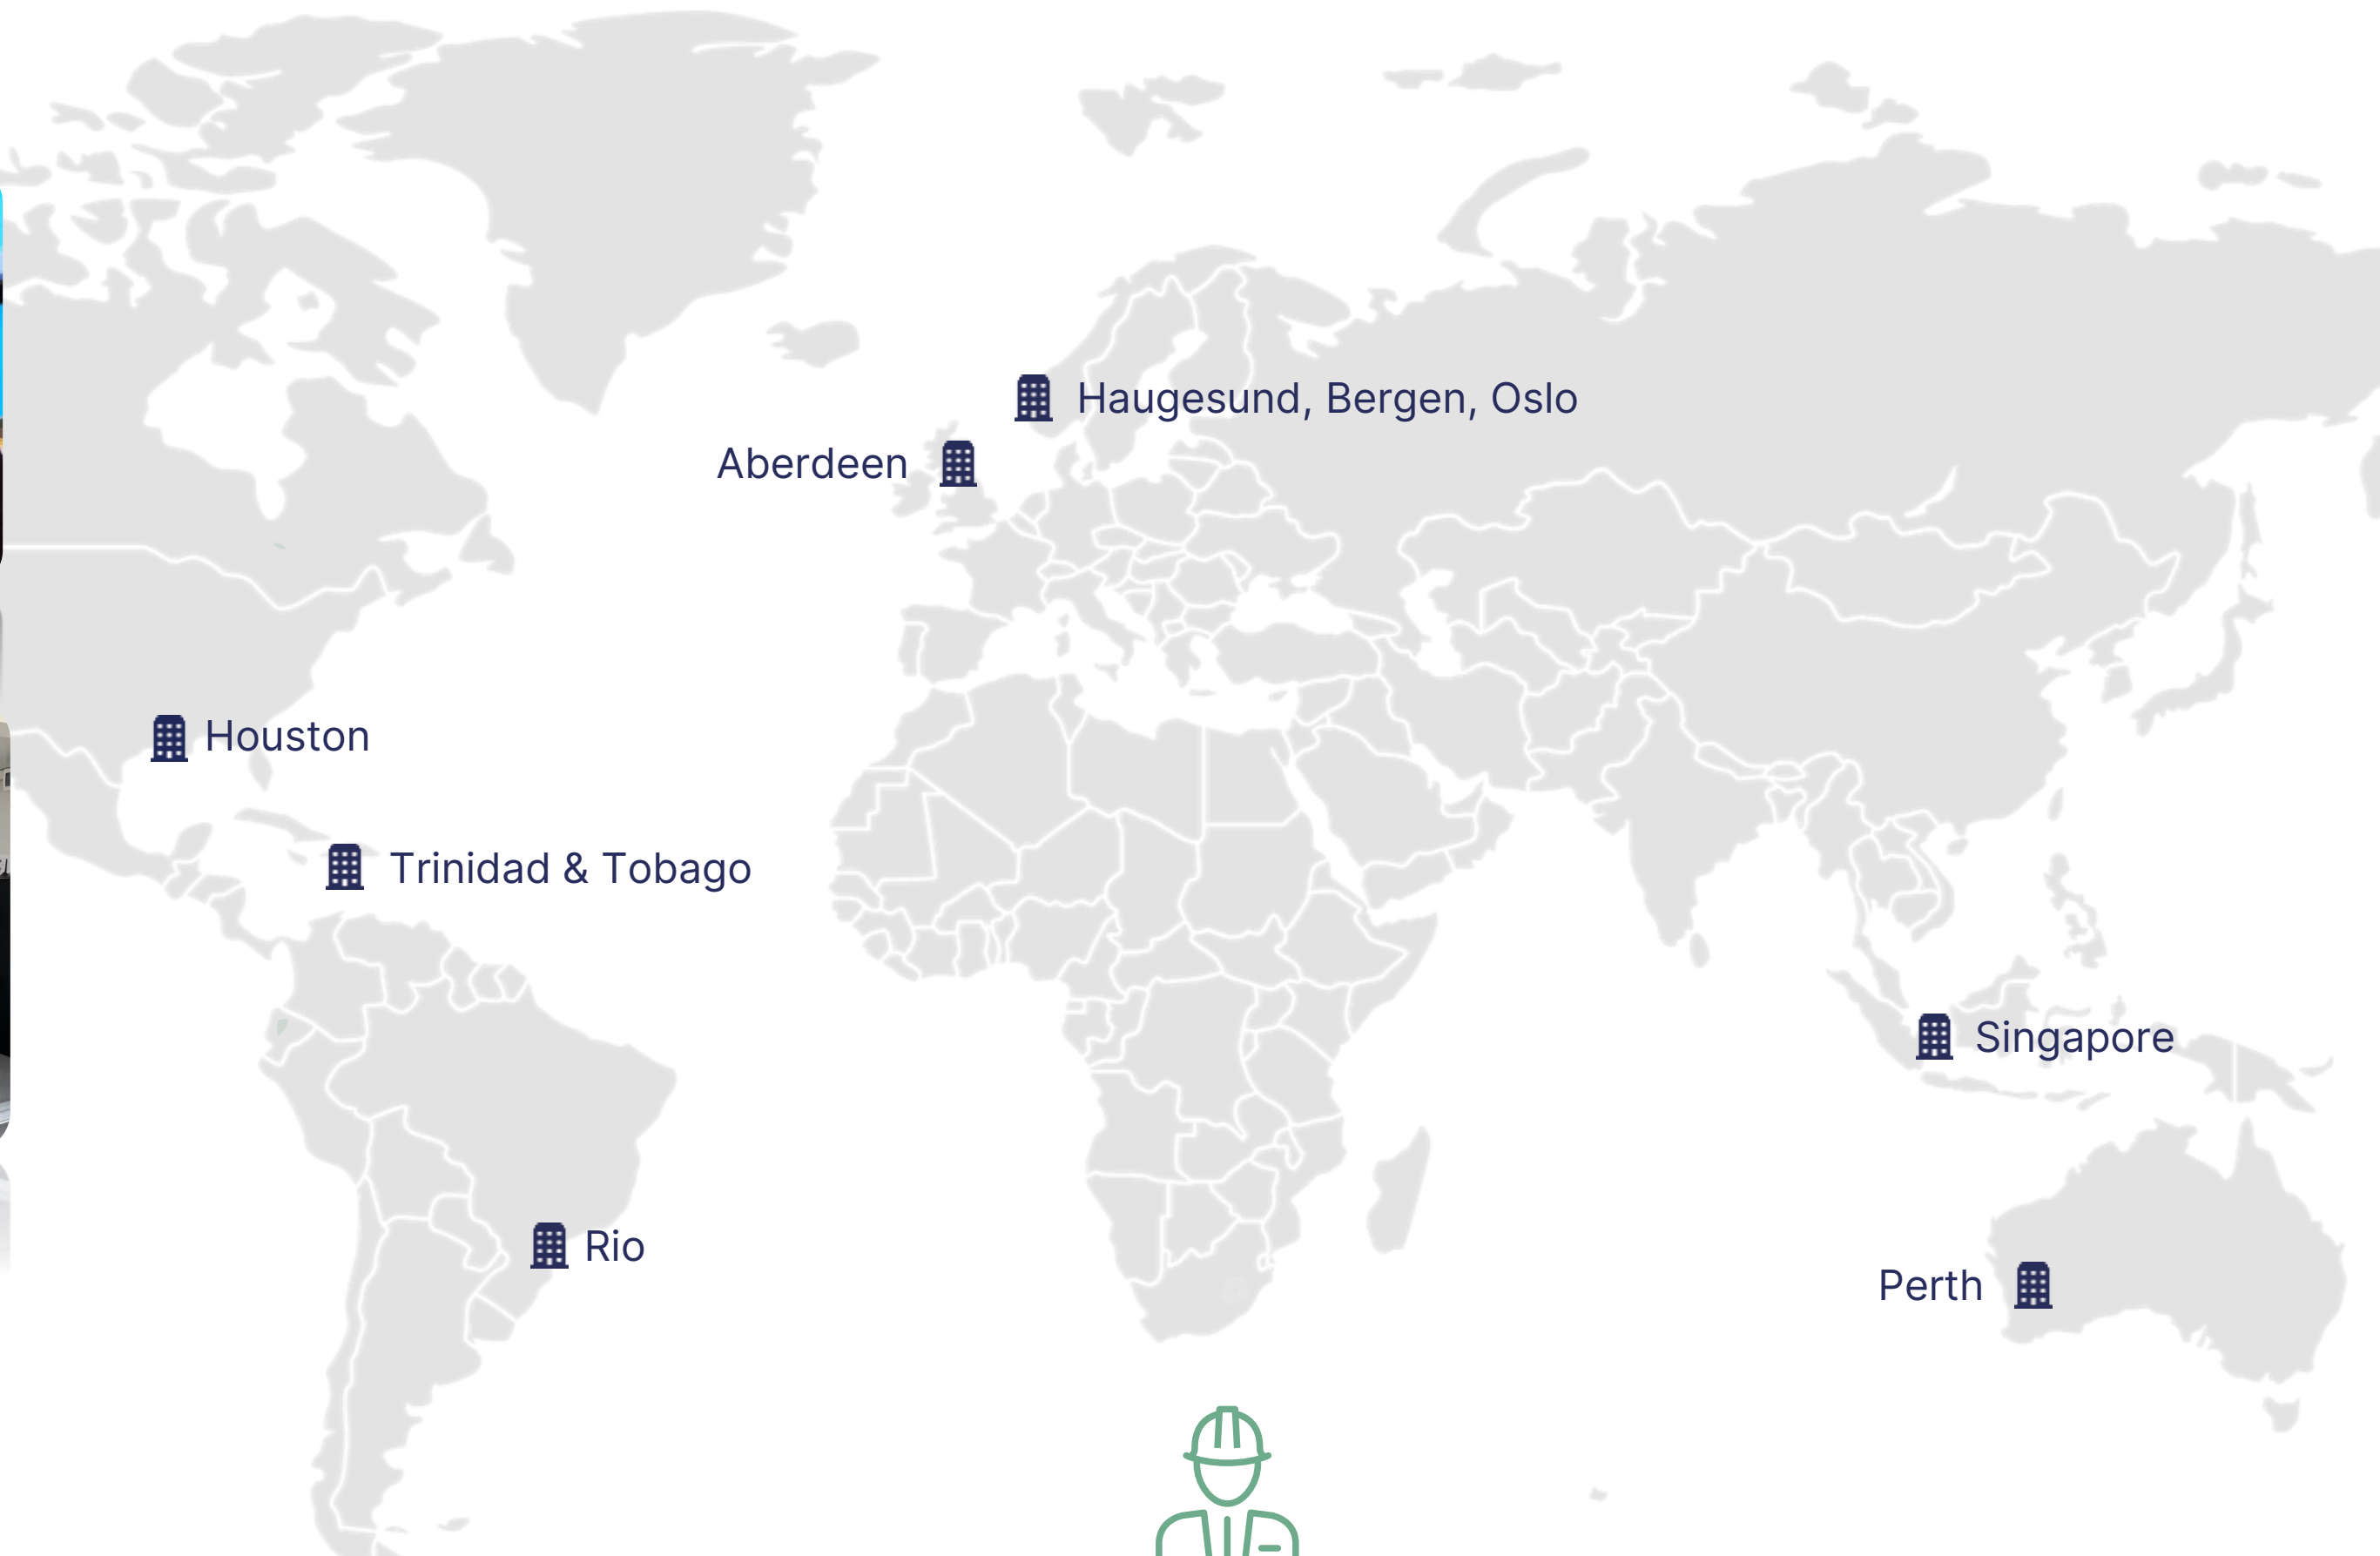 Haugesund, Bergen, Oslo
Aberdeen
Houston
Trinidad & Tobago
Singapore
Rio
Perth